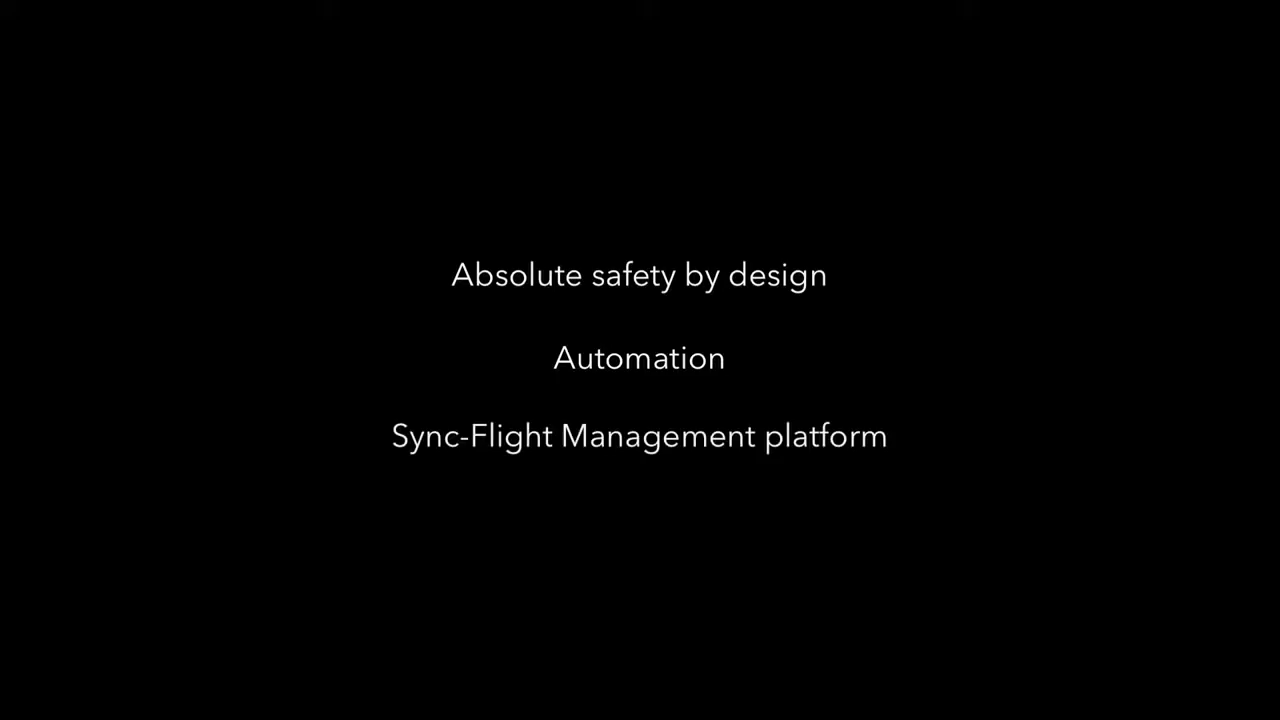 Absolute safety by design
Automation
Sync-Flight Management platform